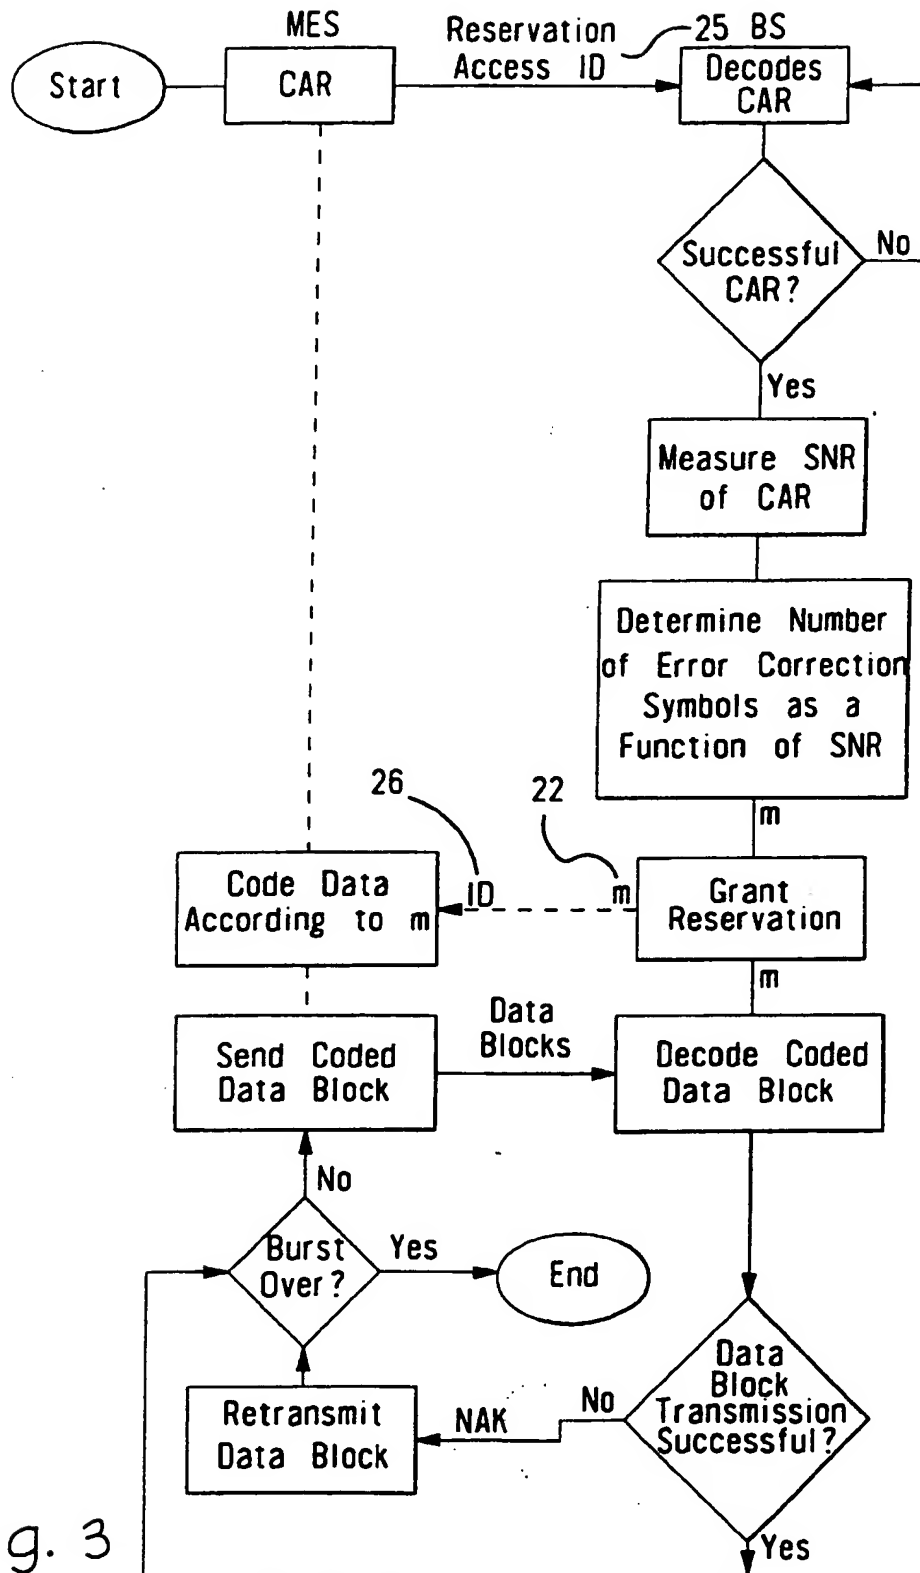 MES
Reservation
Access ID
25 BS
Start
CAR
Decodes
CAR
Successful
CAR?
No
Yes
Measure SNR
of CAR
Determine Number
of Error Correction
Symbols as a
Function of SNR
m
26
22
Code Data
According to m
ID
m
Grant
Reservation
m
Data
Blocks
Send Coded
Data Block
Decode Coded
Data Block
No
Burst
Over?
Yes
End
Data
Block
Transmission
Successful?
No
NAK
Retransmit
Data Block
Yes
g. 3